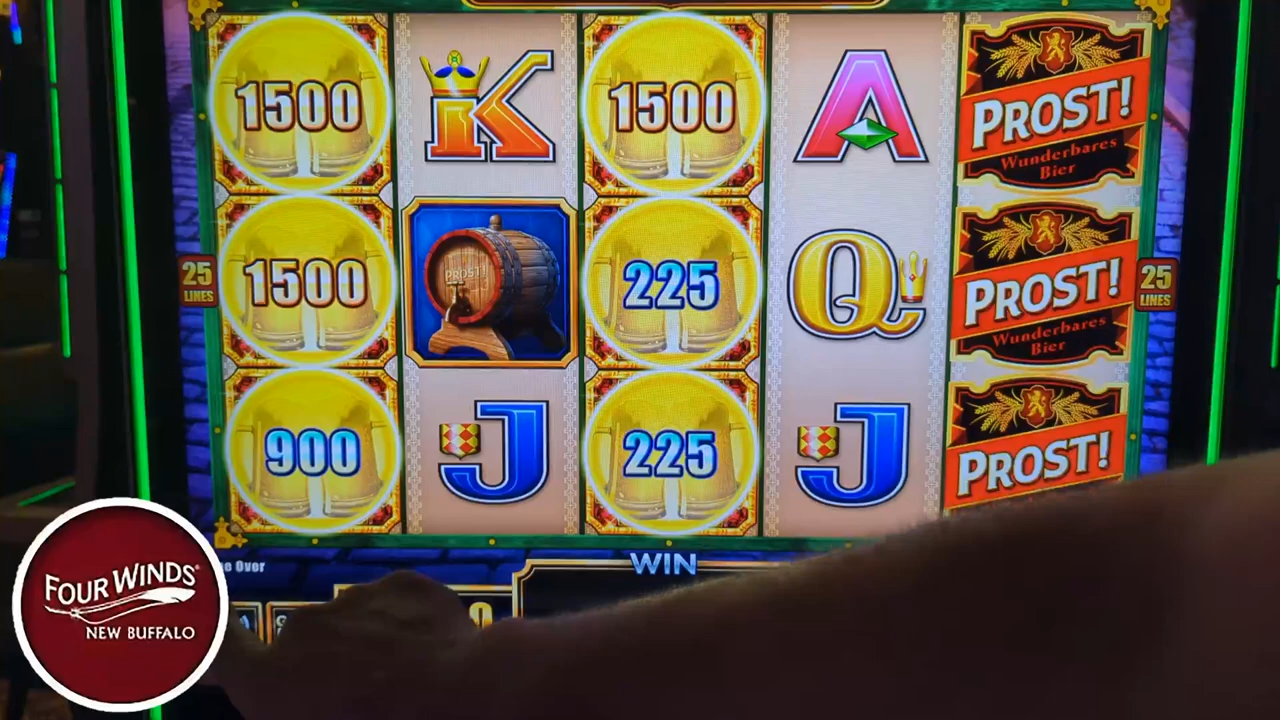 1500
K
1500
A
PROST!
Wunderbares
Bier
25
LINES
1500
PROST!
225
Q
PROST!
Wunderbares
Bier
25
LINES
900
J
225
J
PROST!
WIN
e Over
FOUR WINDS®
NEW BUFFALO